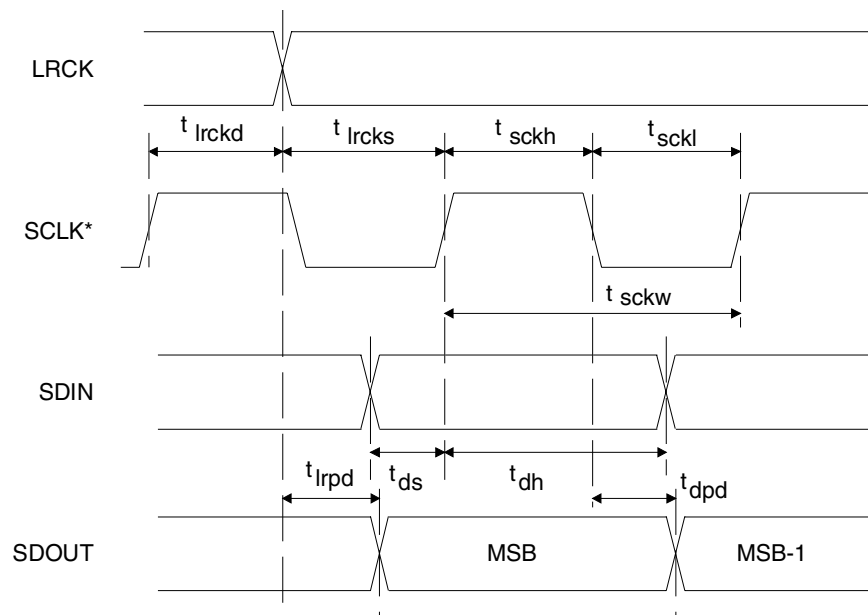 LRCK
t lrckd t lrcks t sckh t sckl
SCLK*
t sckw
SDIN
t lrpd t ds t dh t dpd
SDOUT MSB MSB-1